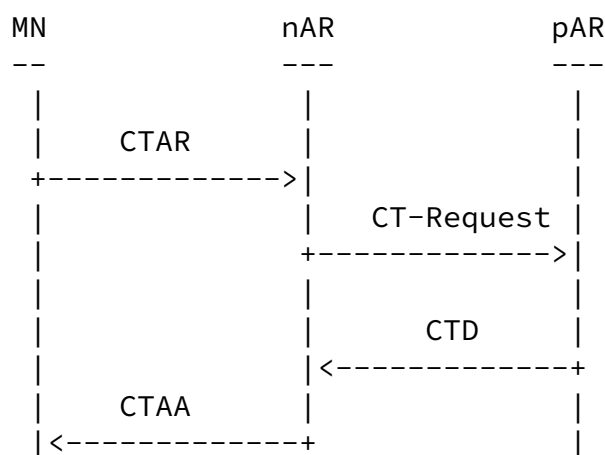 MN nAR pAR
-- --- ---
CTAR
CT-Request
CTD
CTAA